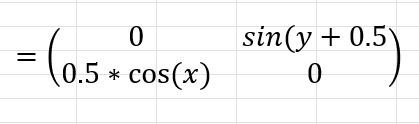 = ( 0 sin(y + 0.5 )
0.5 * cos(x) 0